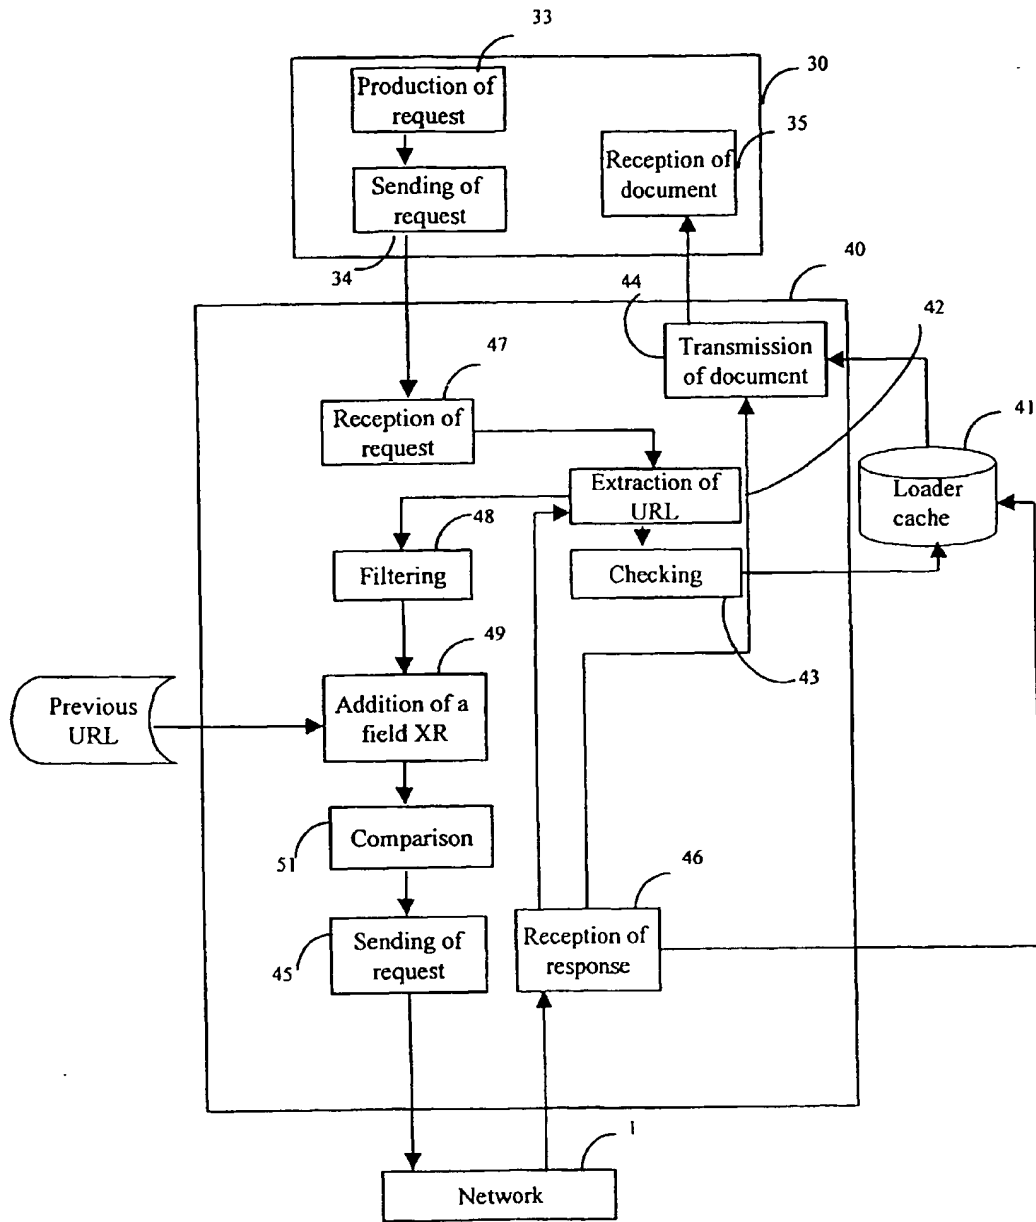 33
Production of
request
30
35
Reception of
document
Sending of
request
34
40
44
42
Transmission
of document
47
Reception of
request
41
Loader
cache
Extraction of
URL
48
Filtering
Checking
49
43
Previous
URL
Addition of a
field XR
Comparison
51
46
Sending of
request
45
Reception of
response
1
Network